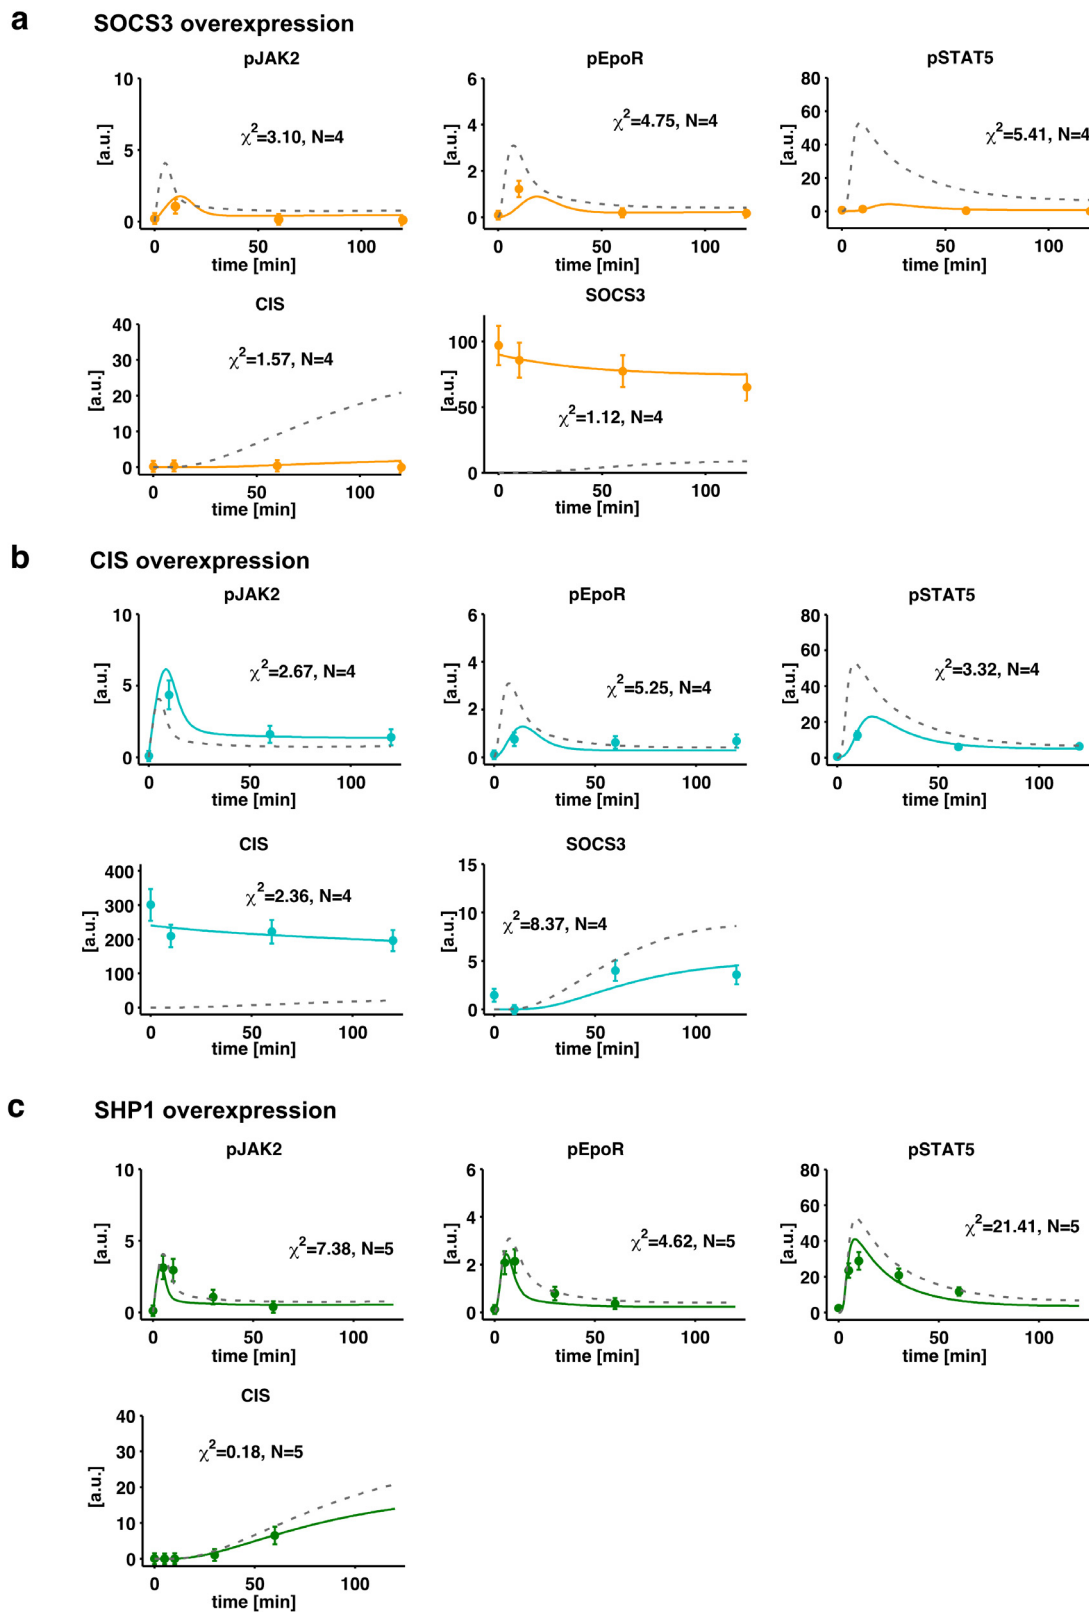 a SOCS3 overexpression
pJAK2 pEpoR pSTAT5
10
5
0
[a.u.]
χ²=3.10, N=4
0 50 100
time [min]
6
4
2
0
[a.u.]
χ²=4.75, N=4
0 50 100
time [min]
80
60
40
20
0
[a.u.]
χ²=5.41, N=4
0 50 100
time [min]
CIS SOCS3
40
30
20
10
0
[a.u.]
χ²=1.57, N=4
0 50 100
time [min]
100
50
0
[a.u.]
χ²=1.12, N=4
0 50 100
time [min]
b CIS overexpression
pJAK2 pEpoR pSTAT5
10
5
0
[a.u.]
χ²=2.67, N=4
0 50 100
time [min]
6
4
2
0
[a.u.]
χ²=5.25, N=4
0 50 100
time [min]
80
60
40
20
0
[a.u.]
χ²=3.32, N=4
0 50 100
time [min]
CIS SOCS3
400
300
200
100
0
[a.u.]
χ²=2.36, N=4
0 50 100
time [min]
15
10
5
0
[a.u.]
χ²=8.37, N=4
0 50 100
time [min]
c SHP1 overexpression
pJAK2 pEpoR pSTAT5
10
5
0
[a.u.]
χ²=7.38, N=5
0 50 100
time [min]
6
4
2
0
[a.u.]
χ²=4.62, N=5
0 50 100
time [min]
80
60
40
20
0
[a.u.]
χ²=21.41, N=5
0 50 100
time [min]
CIS
40
30
20
10
0
[a.u.]
χ²=0.18, N=5
0 50 100
time [min]